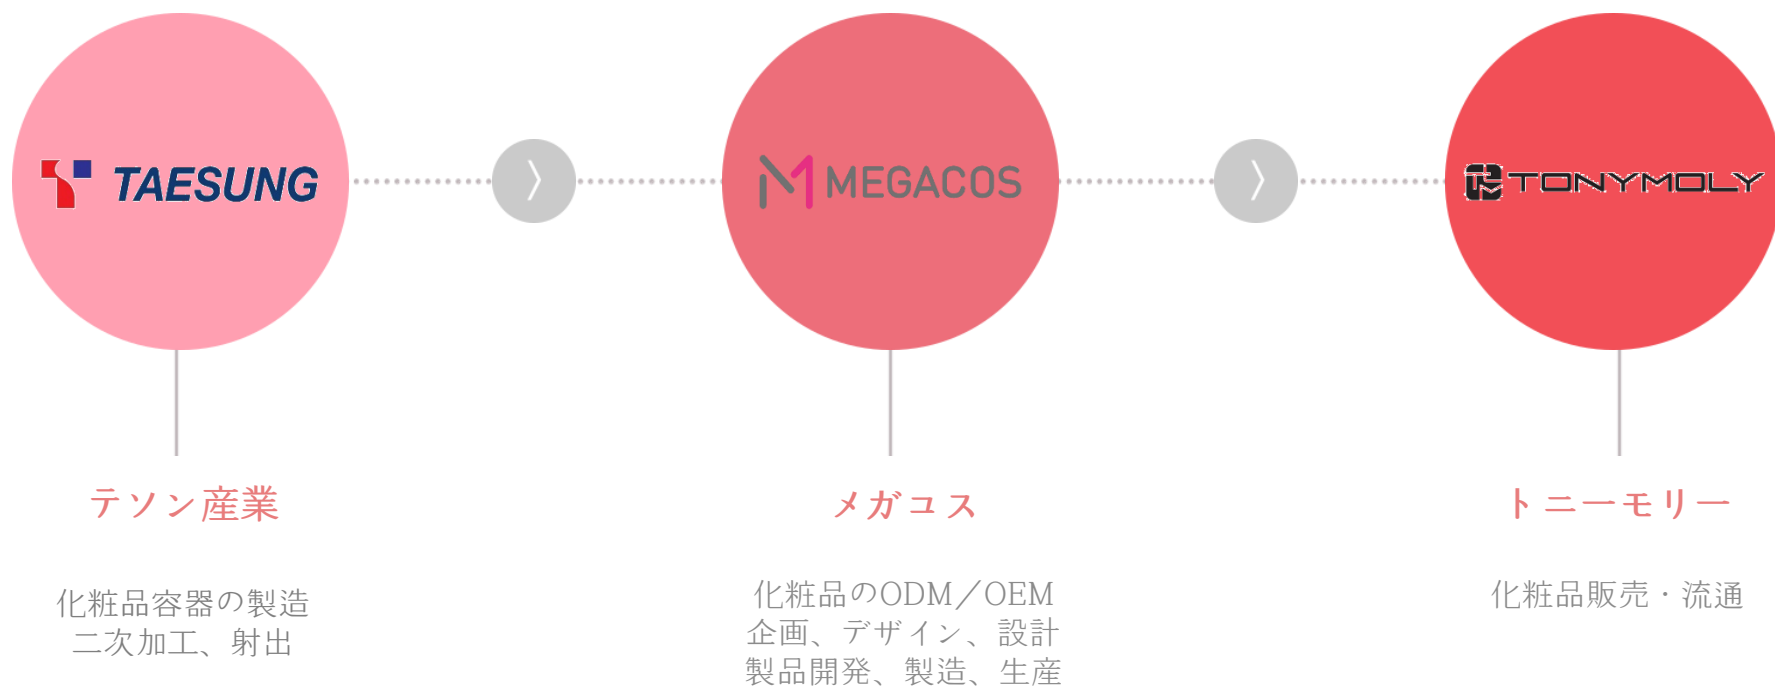 TAESUNG
MEGACOS
TONYMOLY
テソン産業
化粧品容器の製造
二次加工、射出
メガコス
化粧品のODM／OEM
企画、デザイン、設計
製品開発、製造、生産
トニーモリー
化粧品販売・流通